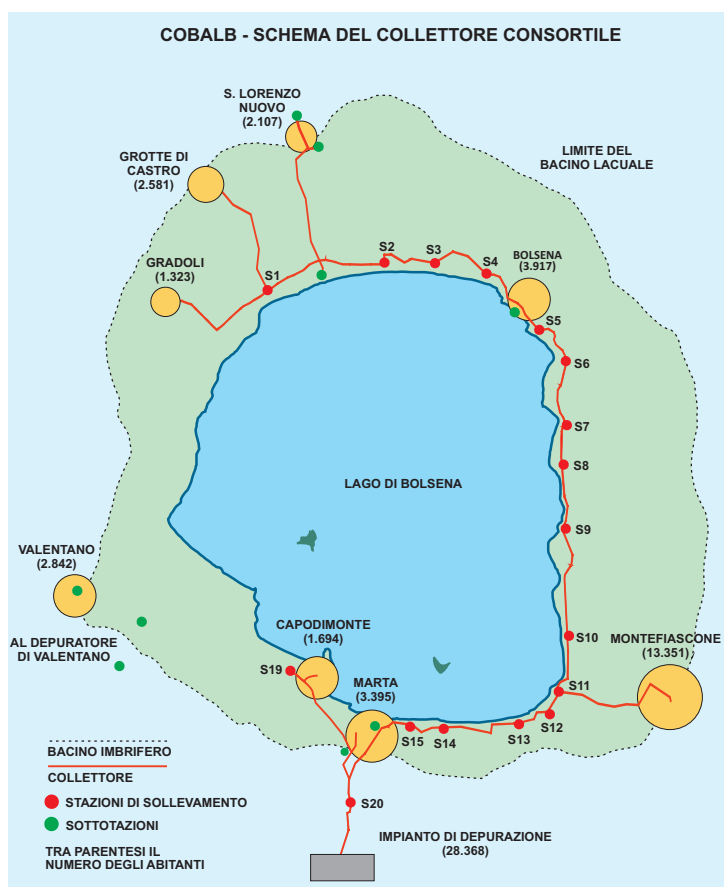 COBALB - SCHEMA DEL COLLETTORE CONSORTILE
S. LORENZO
NUOVO
(2.107)
GROTTE DI
CASTRO
(2.581)
LIMITE DEL
BACINO LACUALE
GRADOLI
(1.323)
S1
S2
S3
S4
BOLSENA
(3.917)
S5
S6
S7
S8
LAGO DI BOLSENA
S9
VALENTANO
(2.842)
AL DEPURATORE
DI VALENTANO
CAPODIMONTE
(1.694)
S10
MONTEFIASCONE
(13.351)
S19
MARTA
(3.395)
S11
S12
S13
S14
S15
BACINO IMBRIFERO
COLLETTORE
STAZIONI DI SOLLEVAMENTO
SOTTOTAZIONI
TRA PARENTESI IL
NUMERO DEGLI ABITANTI
S20
IMPIANTO DI DEPURAZIONE
(28.368)